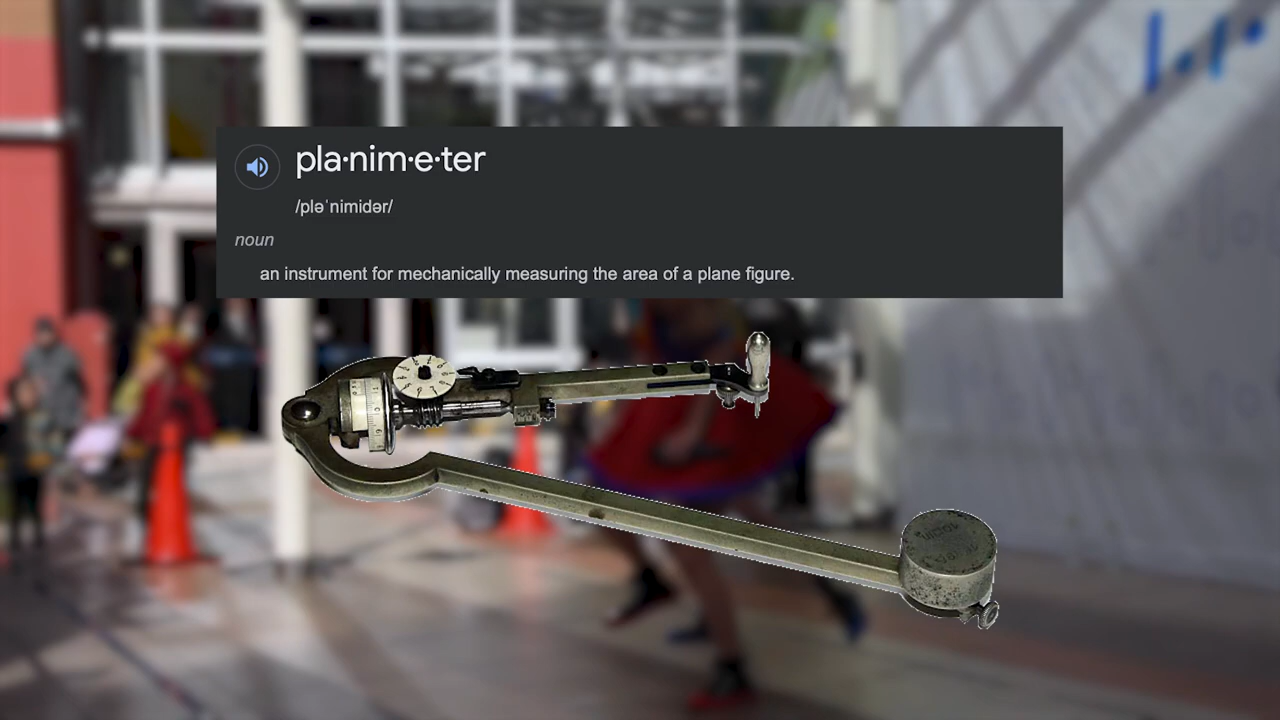 pla·nim·e·ter
/pləˈnimidər/
noun
an instrument for mechanically measuring the area of a plane figure.